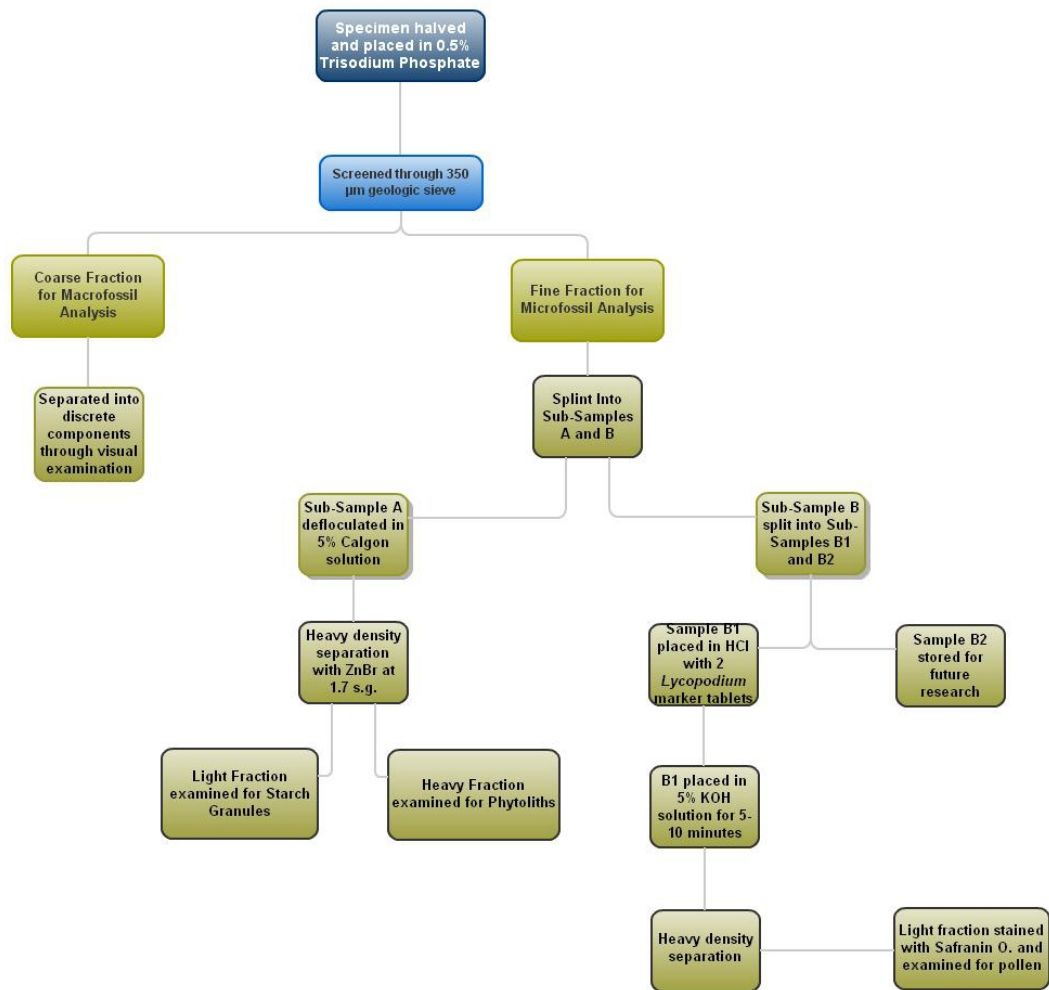 Specimen halved
and placed in 0.5%
Trisodium Phosphate
Screened through 350
µm geologic sieve
Coarse Fraction
for Macrofossil
Analysis
Fine Fraction for
Microfossil Analysis
Separated into
discrete
components
through visual
examination
Splint Into
Sub-Samples
A and B
Sub-Sample A
defloculated in
5% Calgon
solution
Sub-Sample B
split into Sub-
Samples B1
and B2
Heavy density
separation
with ZnBr at
1.7 s.g.
Sample B1
placed in HCl
with 2
Lycopodium
marker tablets
Sample B2
stored for
future
research
Light Fraction
examined for Starch
Granules
Heavy Fraction
examined for Phytoliths
B1 placed in
5% KOH
solution for 5-
10 minutes
Heavy density
separation
Light fraction stained
with Safranin O. and
examined for pollen